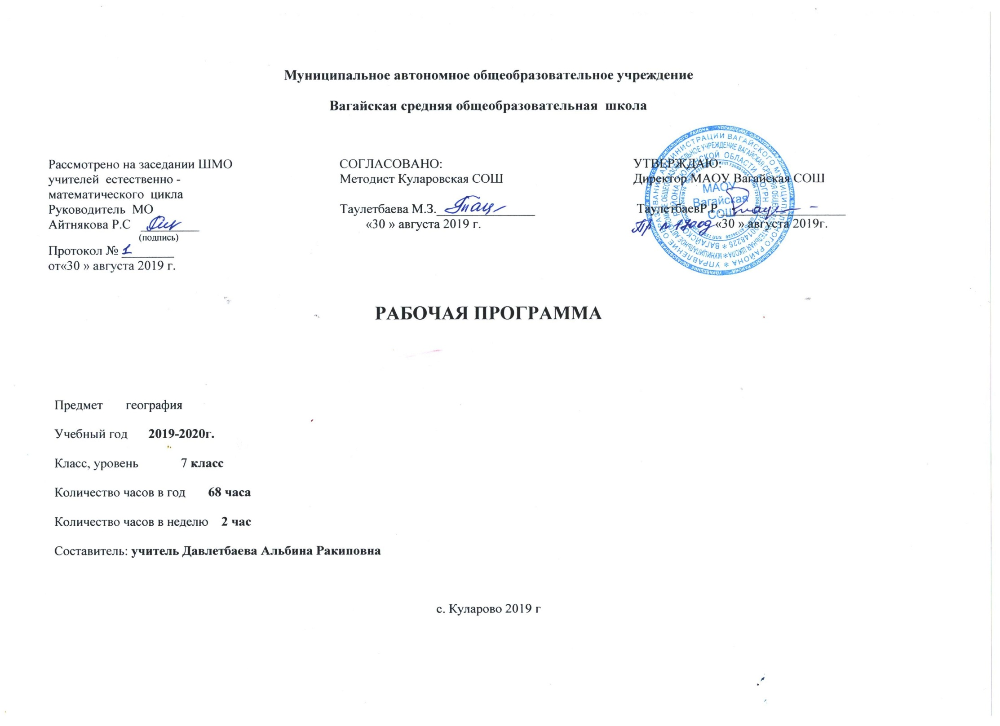 Муниципальное автономное общеобразовательное учреждение
Вагайская средняя общеобразовательная школа
Рассмотрено на заседании ШМО
учителей естественно -
математического цикла
Руководитель МО
Айтнякова Р.С
(подпись)
Протокол № 1
от«30 » августа 2019 г.
СОГЛАСОВАНО:
Методист Куларовская СОШ
Таулетбаева М.З.
«30 » августа 2019 г.
УТВЕРЖДАЮ:
Директор МАОУ Вагайская СОШ
ТаулетбаевР.Р.
«30 » августа 2019г.
МАОУ
Вагайская
СОШ
РАБОЧАЯ ПРОГРАММА
Предмет география
Учебный год 2019-2020г.
Класс, уровень 7 класс
Количество часов в год 68 часа
Количество часов в неделю 2 час
Составитель: учитель Давлетбаева Альбина Ракиповна
с. Куларово 2019 г